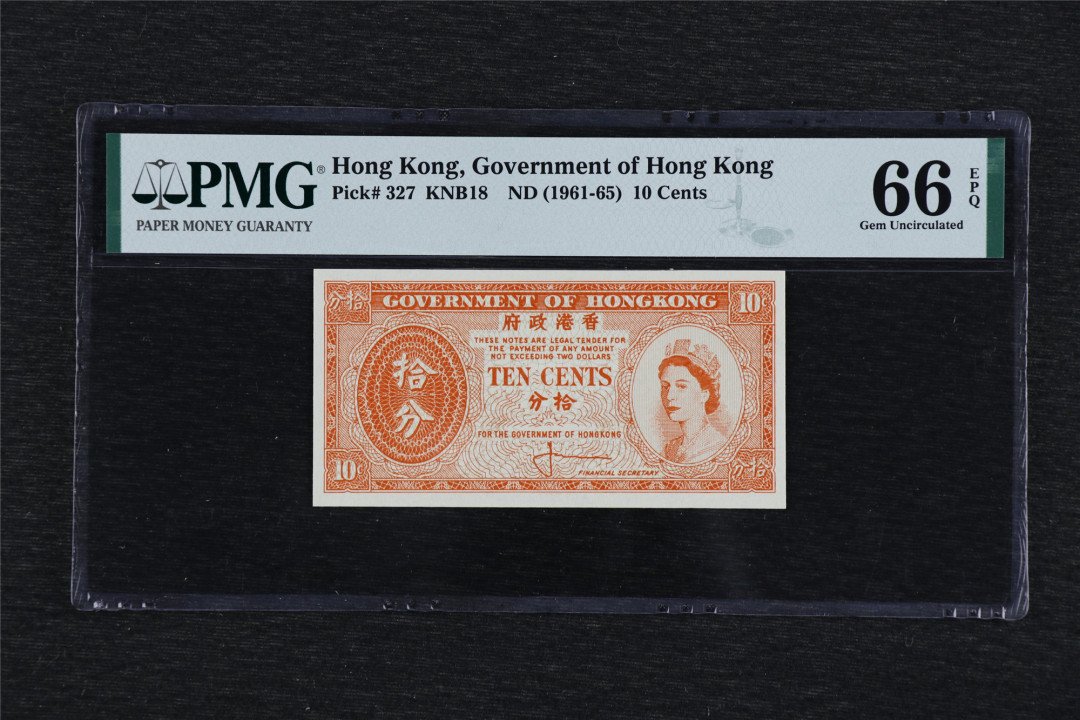 PMG®
PAPER MONEY GUARANTY
Hong Kong, Government of Hong Kong
Pick# 327 KNB18 ND (1961-65) 10 Cents
66 EPQ
Gem Uncirculated
分拾 GOVERNMENT OF HONGKONG 10¢
府政港香
THESE NOTES ARE LEGAL TENDER FOR
THE PAYMENT OF ANY AMOUNT
NOT EXCEEDING TWO DOLLARS
拾
分
TEN CENTS
分拾
FOR THE GOVERNMENT OF HONGKONG
10¢
FINANCIAL SECRETARY
分拾